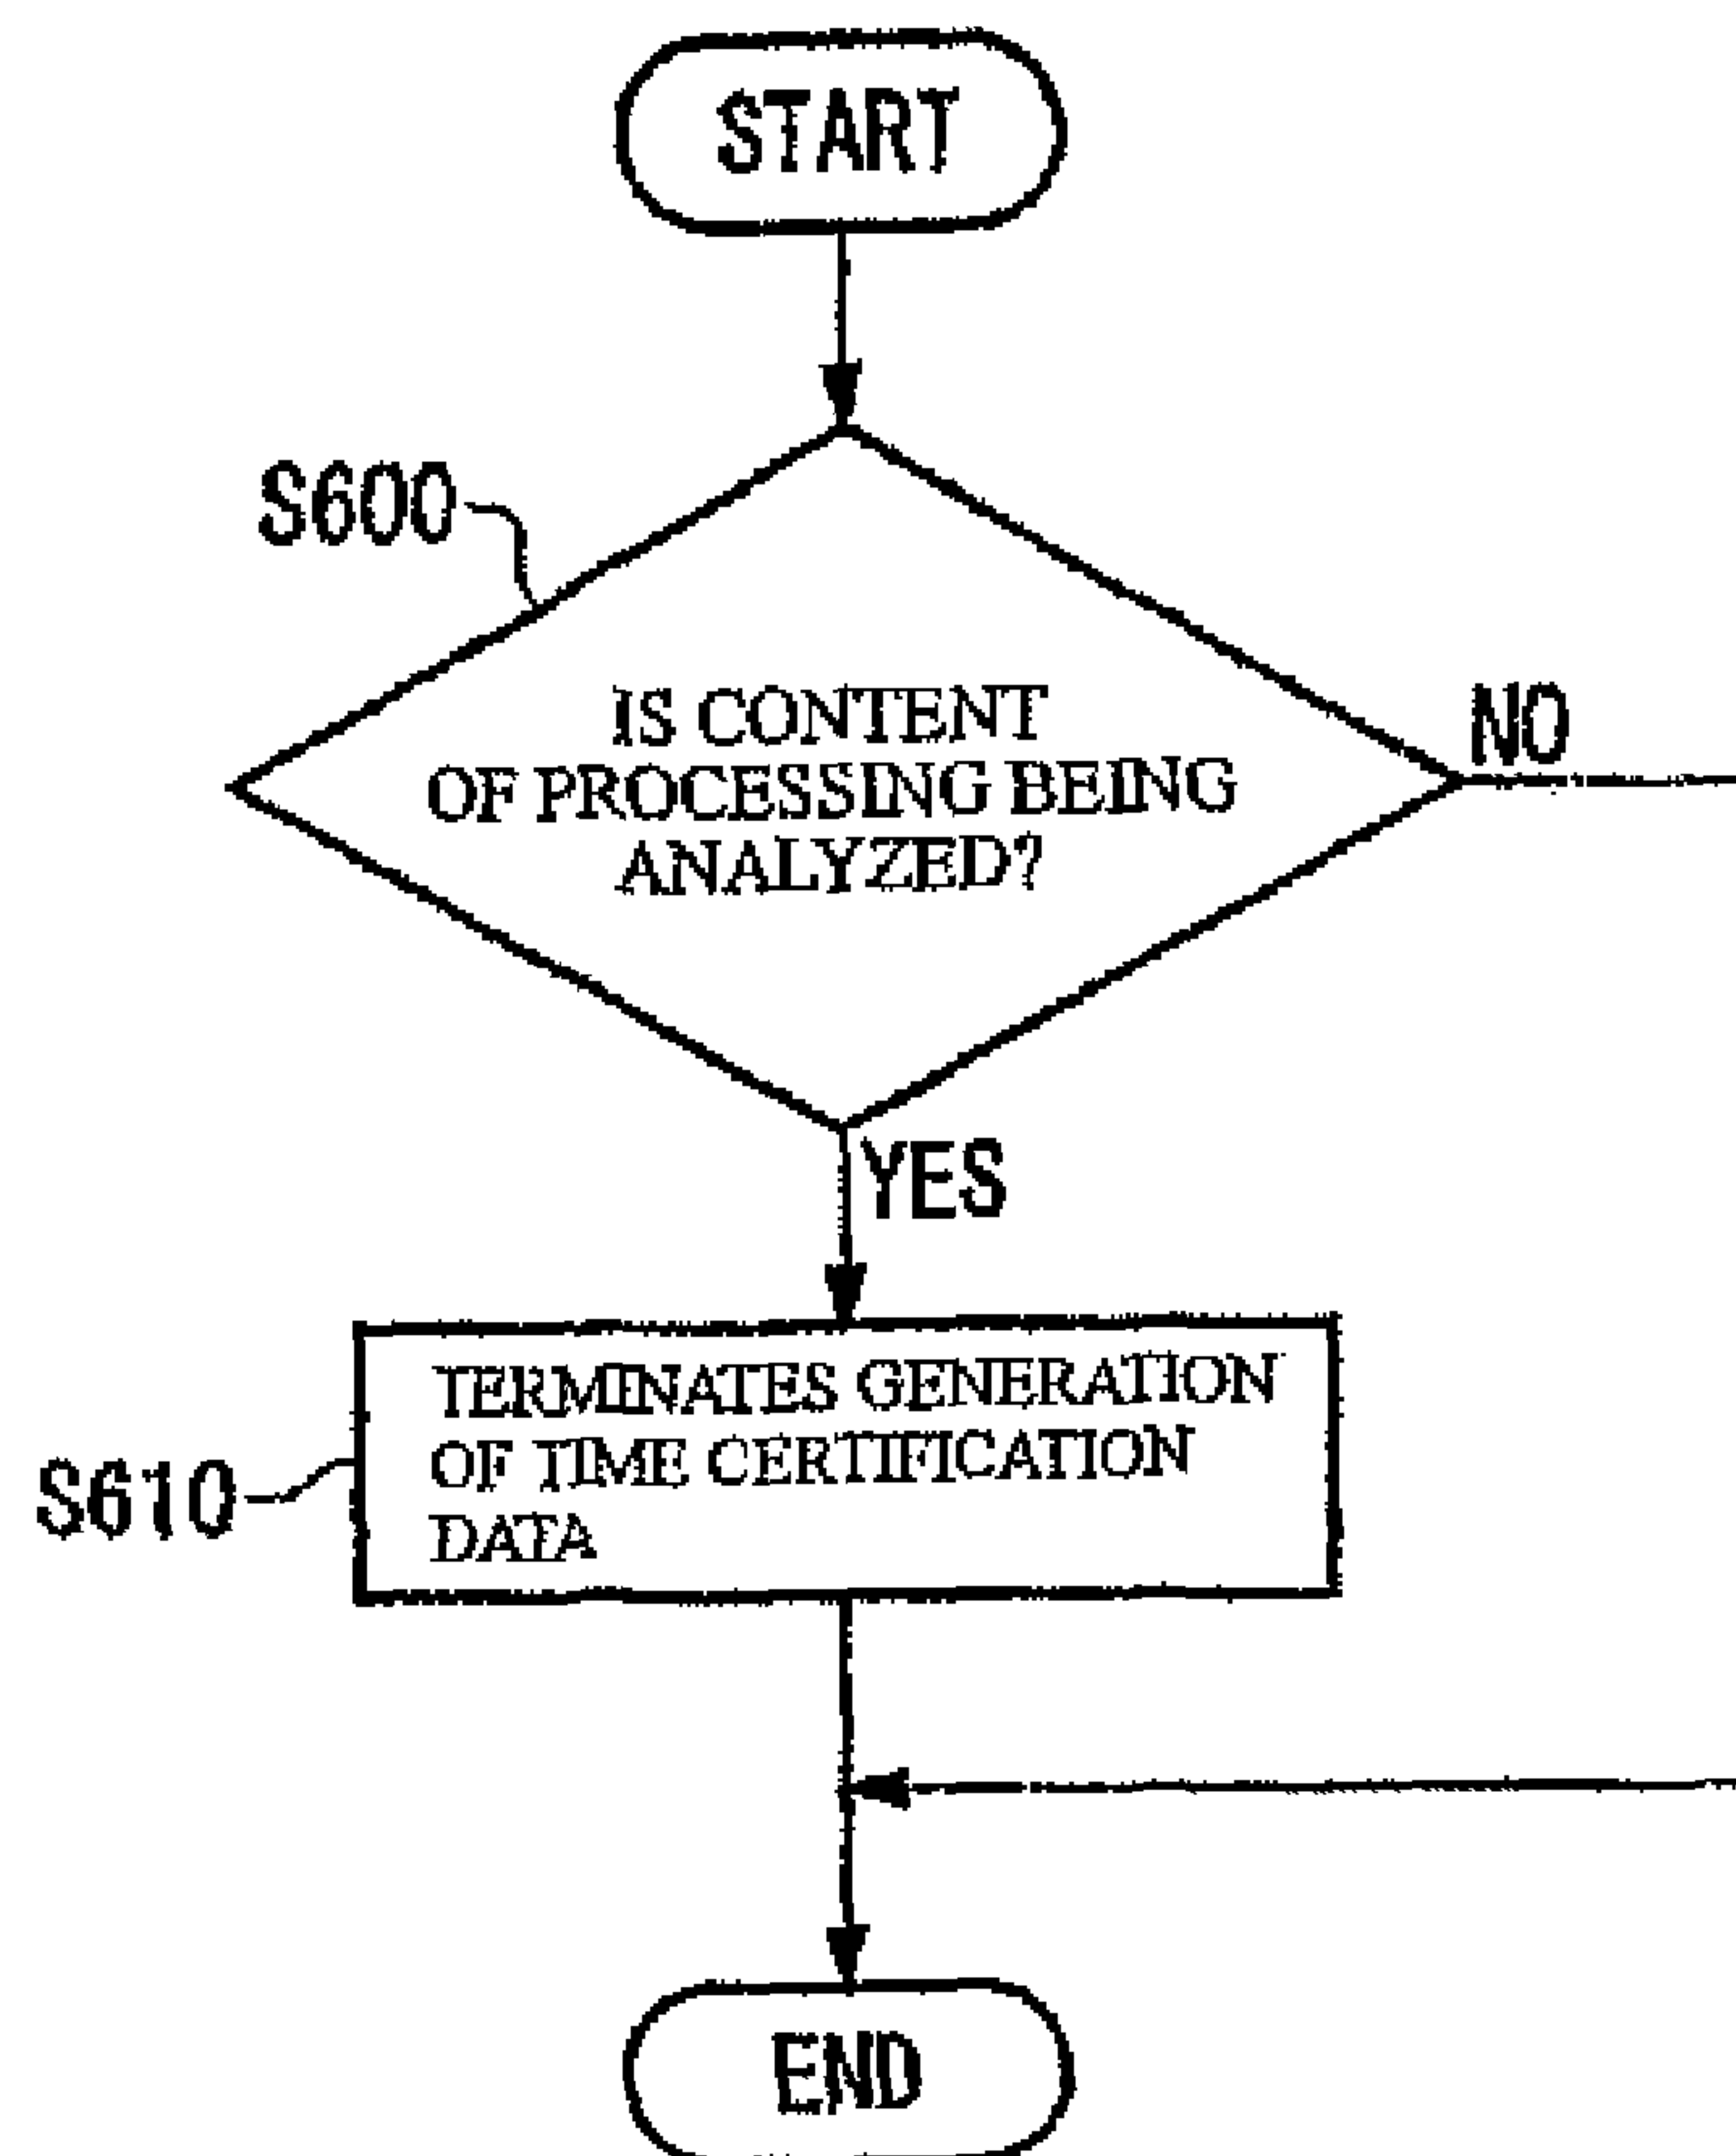 START
S600
IS CONTENT
OF PROCESSING BEING
ANALYZED?
NO
YES
TERMINATES GENERATION
OF TIME CERTIFICATION
DATA
S610
END